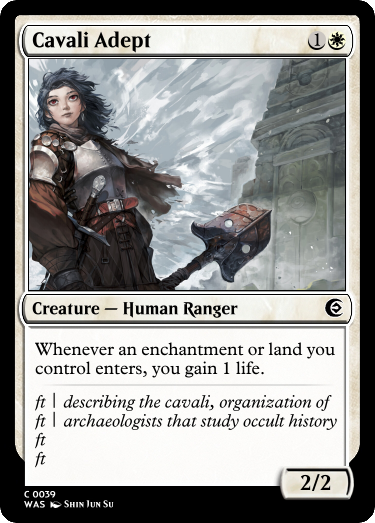 Cavali Adept 1
Creature — Human Ranger
Whenever an enchantment or land you
control enters, you gain 1 life.
ft | describing the cavali, organization of
ft | archaeologists that study occult history
ft
ft
2/2
C 0039
WAS Shin Jun Su